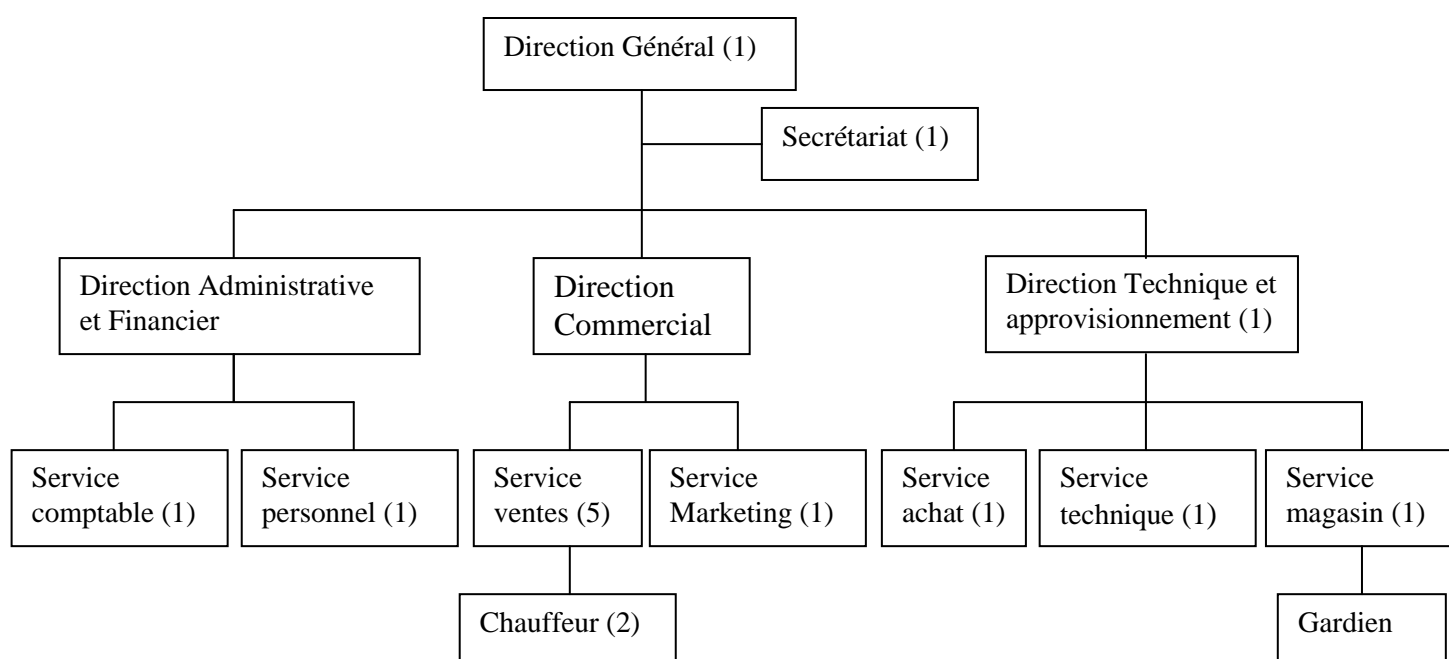 Direction Général (1)
Secrétariat (1)
Direction Administrative
et Financier
Direction
Commercial
Direction Technique et
approvisionnement (1)
Service
comptable (1)
Service
personnel (1)
Service
ventes (5)
Service
Marketing (1)
Service
achat (1)
Service
technique (1)
Service
magasin (1)
Chauffeur (2)
Gardien